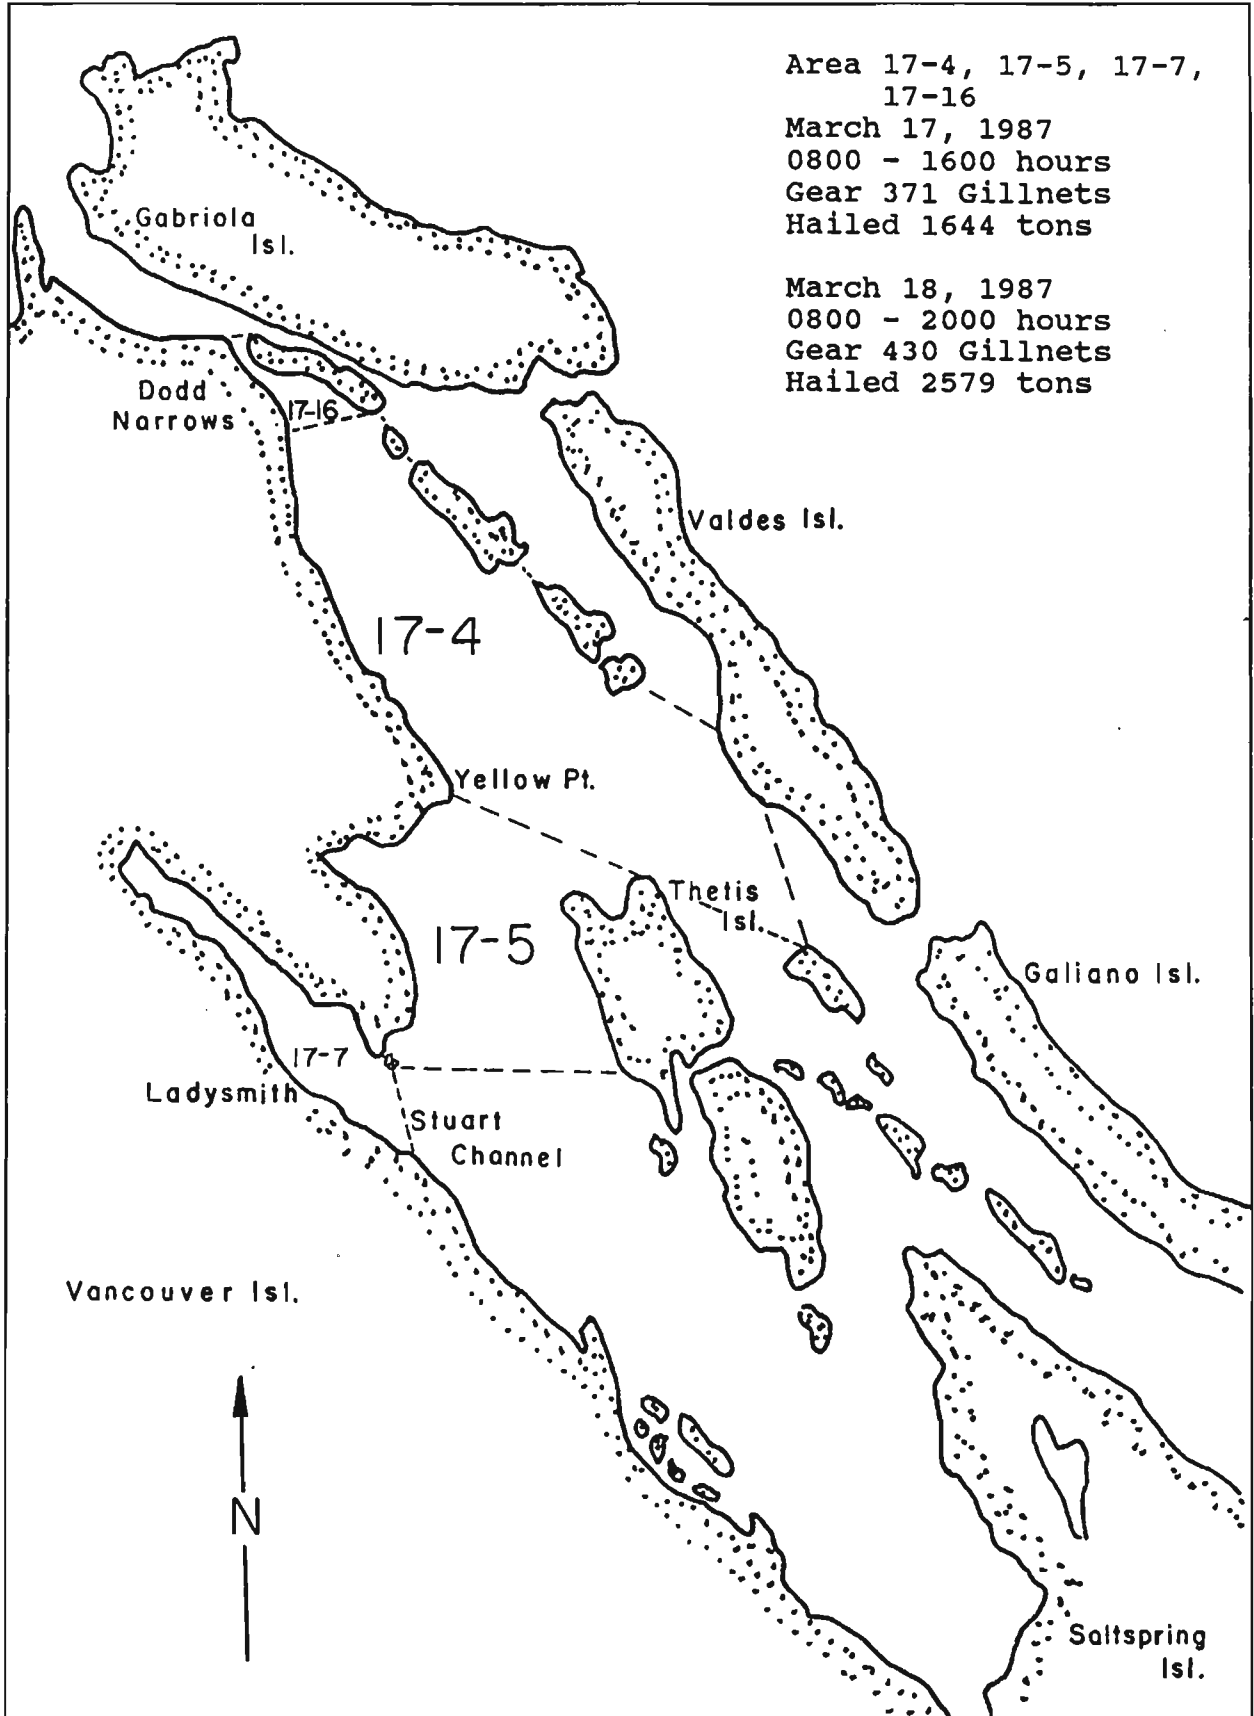 Area 17-4, 17-5, 17-7,
17-16
March 17, 1987
0800 - 1600 hours
Gear 371 Gillnets
Hailed 1644 tons
March 18, 1987
0800 - 2000 hours
Gear 430 Gillnets
Hailed 2579 tons
Gabriola
Isl.
Dodd
Narrows
17-16
Valdes Isl.
17-4
Yellow Pt.
Thetis
Isl.
17-5
Galiano Isl.
17-7
Ladysmith
Stuart
Channel
Vancouver Isl.
N
Saltspring
Isl.